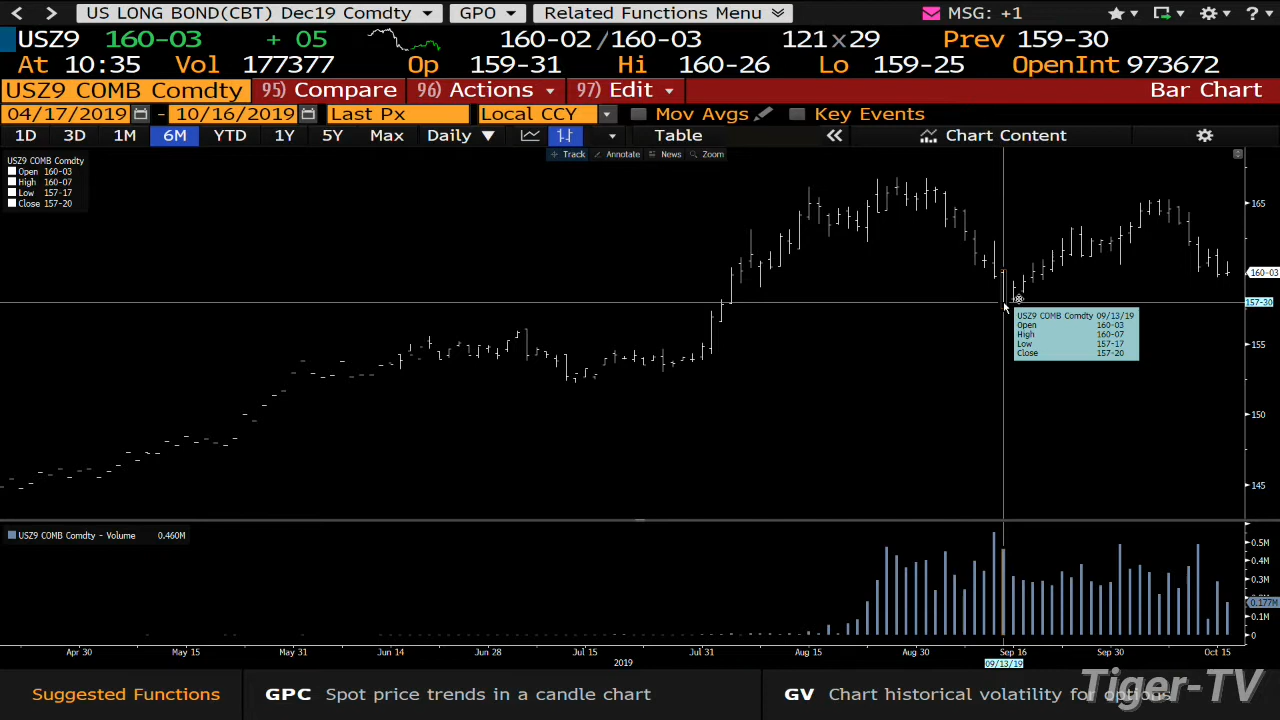 US LONG BOND(CBT) Dec19 Comdty GPO Related Functions Menu MSG: +1 ?
USZ9 160-03 + 05 160-02/160-03 121x29 Prev 159-30
At 10:35 Vol 177377 Op 159-31 Hi 160-26 Lo 159-25 OpenInt 973672
USZ9 COMB Comdty 95) Compare 96) Actions 97) Edit Bar Chart
04/17/2019 - 10/16/2019 Last Px Local CCY Mov Avgs Key Events
1D 3D 1M 6M YTD 1Y 5Y Max Daily Table Chart Content
Track Annotate News Zoom
USZ9 COMB Comdty
Open 160-03
High 160-07
Low 157-17
Close 157-20
165
160-03
157-30
155
150
145
USZ9 COMB Comdty 09/13/19
Open 160-03
High 160-07
Low 157-17
Close 157-20
USZ9 COMB Comdty - Volume 0.460M
0.5M
0.4M
0.3M
0.177M
0.1M
0
Apr 30 May 15 May 31 Jun 14 Jun 28 Jul 15 Jul 31 Aug 15 Aug 30 Sep 16 Sep 30 Oct 15
2019 09/13/19
Suggested Functions GPC Spot price trends in a candle chart GV Chart historical volatility for options
Tiger-TV